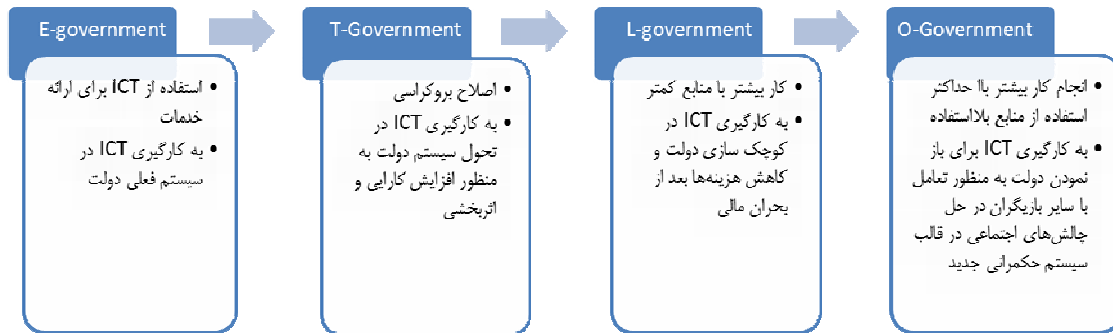 E-government
استفاده از ICT برای ارائه
خدمات
به کارگیری ICT در
سیستم فعلی دولت
T-Government
اصلاح بروکراسی
به کارگیری ICT در
تحول سیستم دولت به
منظور افزایش کارایی و
اثربخشی
L-government
کار بیشتر با منابع کمتر
به کارگیری ICT در
کوچک سازی دولت و
کاهش هزینه‌ها بعد از
بحران مالی
O-Government
انجام کار بیشتر باا حداکثر
استفاده از منابع بلااستفاده
به کارگیری ICT برای باز
نمودن دولت به منظور تعامل
با سایر بازیگران در حل
چالش‌های اجتماعی در قالب
سیستم حکمرانی جدید